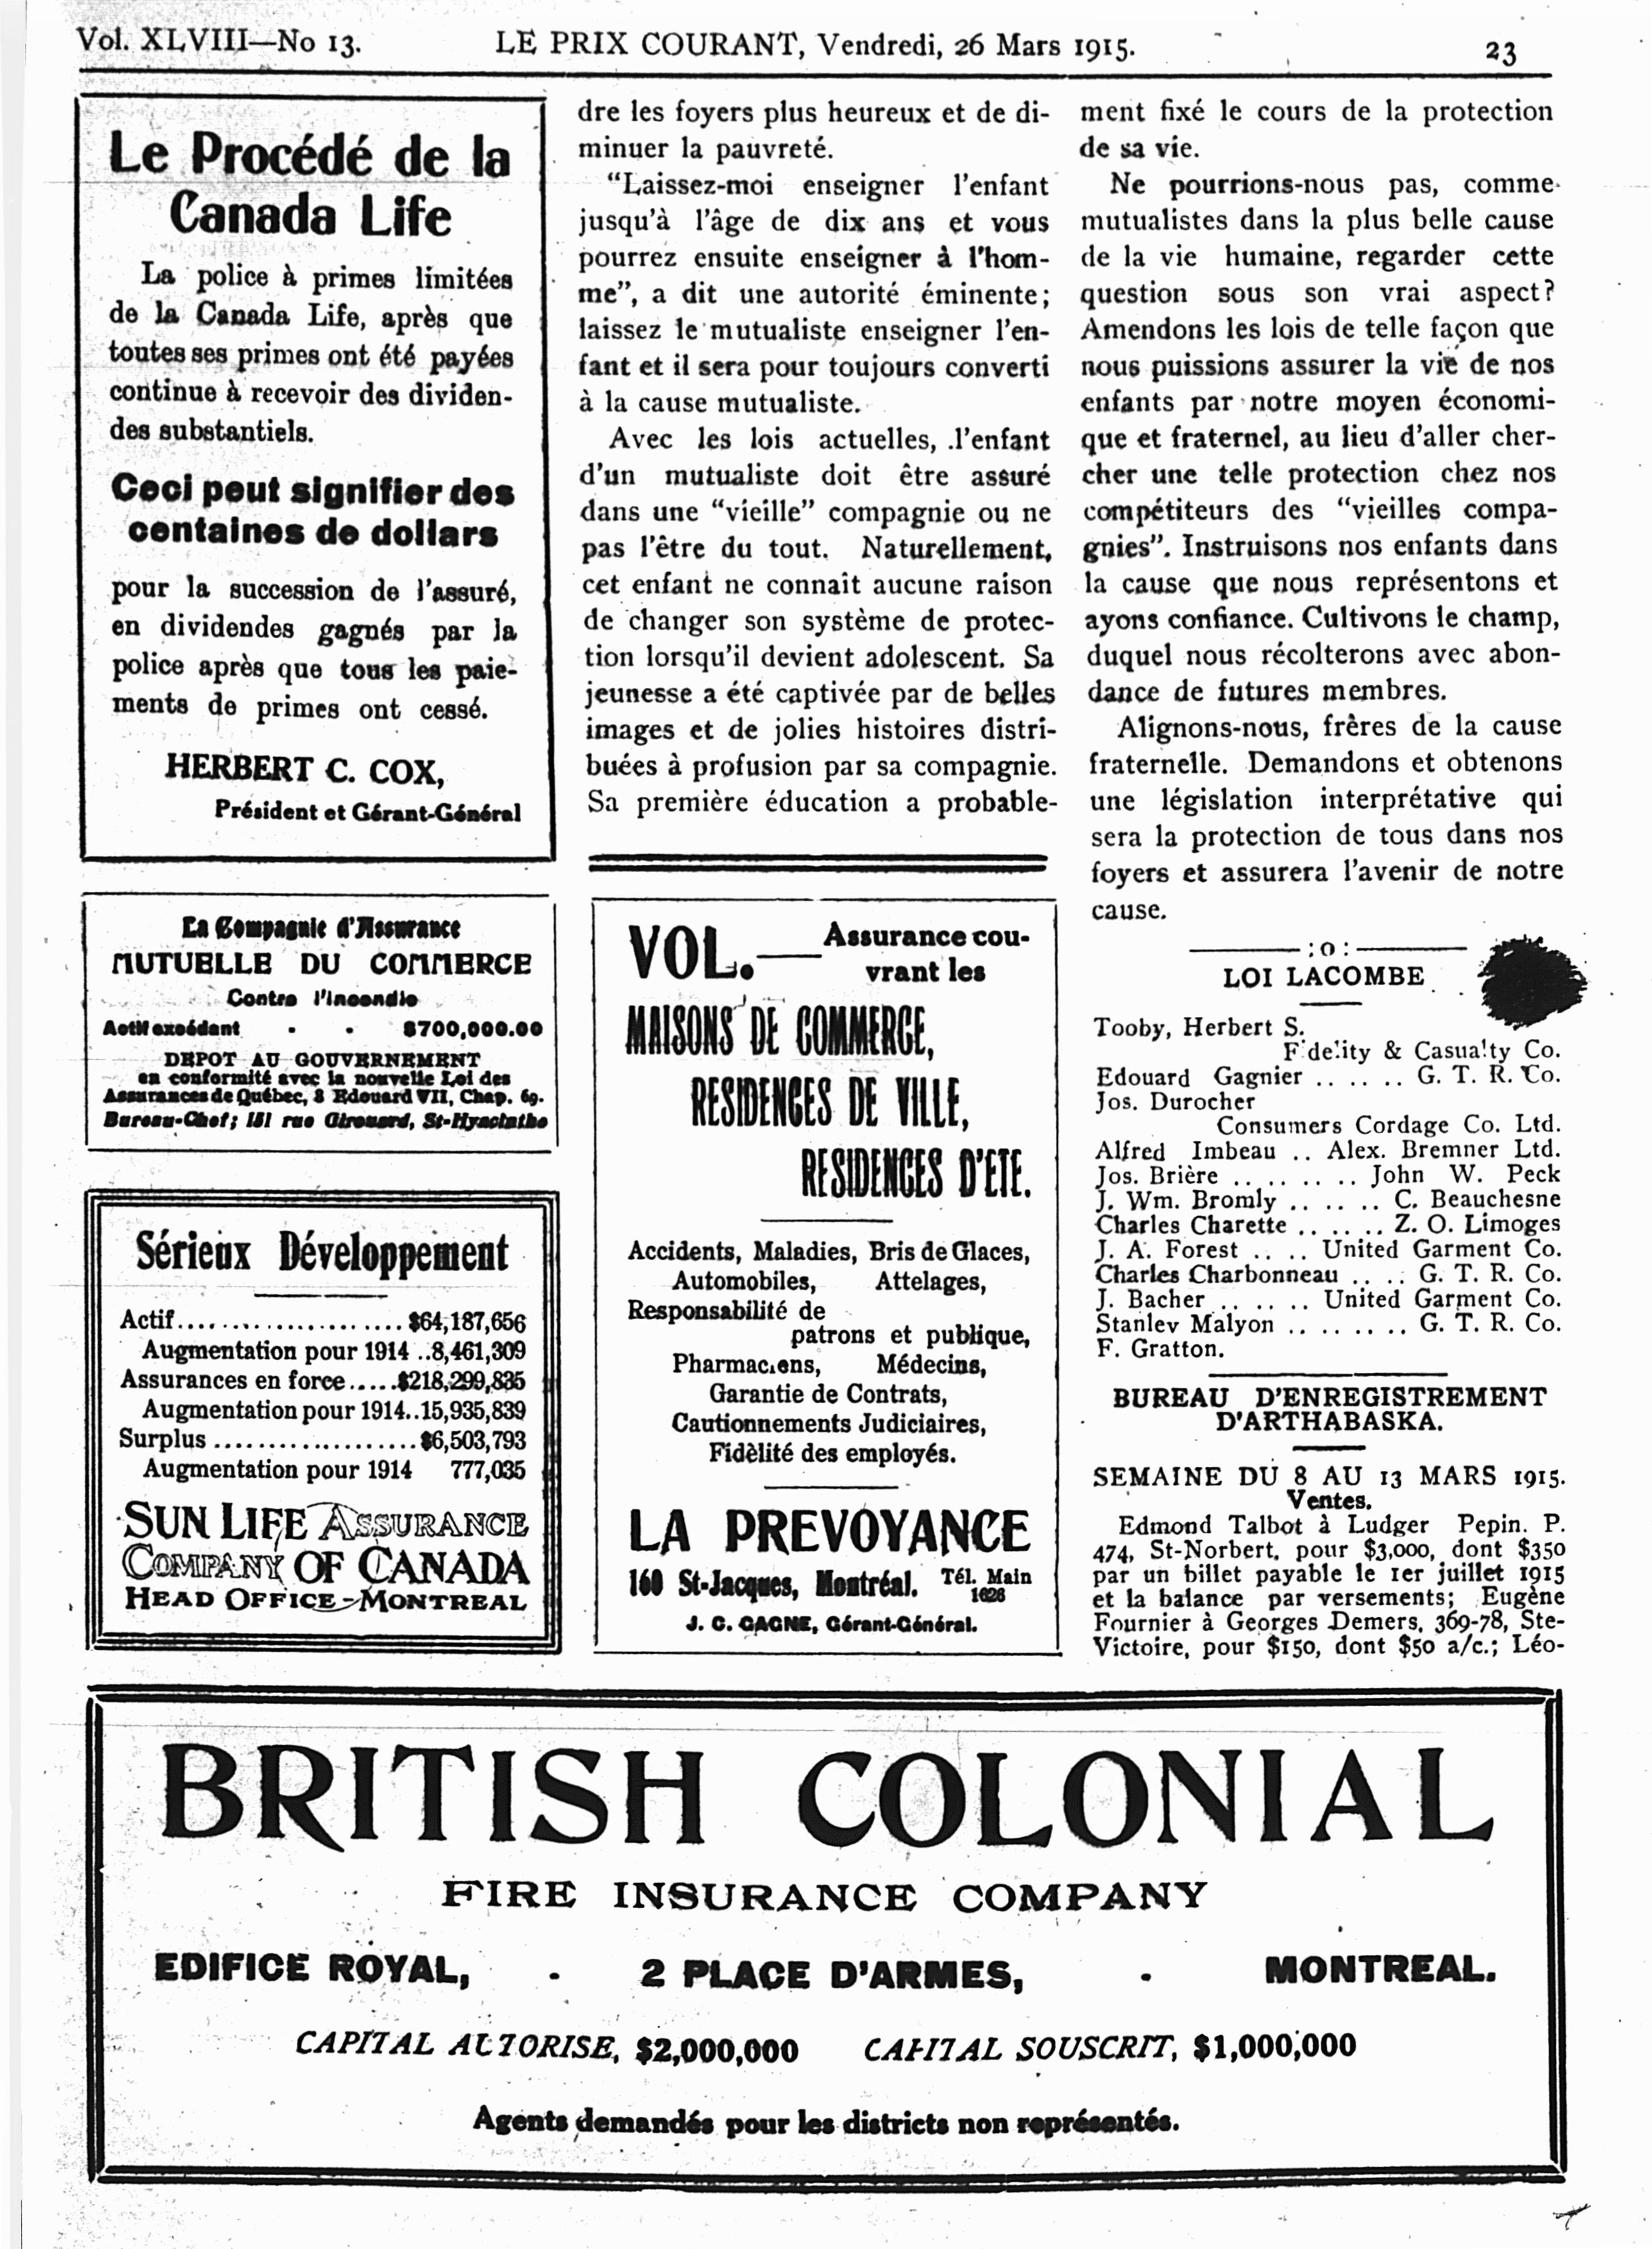 Vol. XLVIII—No 13.
LE PRIX COURANT, Vendredi, 26 Mars 1915.
23
Le Procédé de la
Canada Life
La police à primes limitées
de la Canada Life, après que
toutes ses primes ont été payées
continue à recevoir des dividen-
des substantiels.
Ceci peut signifier des
centaines de dollars
pour la succession de l'assuré,
en dividendes gagnés par la
police après que tous les paie-
ments de primes ont cessé.
HERBERT C. COX,
Président et Gérant-Général
La Compagnie d'Assurance
MUTUELLE DU COMMERCE
Contre l'Incendie
Actif excédant - - $700,000.00
DEPOT AU GOUVERNEMENT
en conformité avec la nouvelle Loi des
Assurances de Québec, 8 Edouard VII, Chap. 69.
Bureau-Chef; 151 rue Girouard, St-Hyacinthe
Sérieux Développement
Actif.................... $64,187,656
Augmentation pour 1914 ..8,461,309
Assurances en force.....$218,299,835
Augmentation pour 1914..15,935,839
Surplus ...................$6,503,793
Augmentation pour 1914 777,035
SUN LIFE ASSURANCE
COMPANY OF CANADA
HEAD OFFICE-MONTREAL
dre les foyers plus heureux et de di-
minuer la pauvreté.
"Laissez-moi enseigner l'enfant
jusqu'à l'âge de dix ans et vous
pourrez ensuite enseigner à l'hom-
me", a dit une autorité éminente;
laissez le mutualiste enseigner l'en-
fant et il sera pour toujours converti
à la cause mutualiste.
Avec les lois actuelles, .l'enfant
d'un mutualiste doit être assuré
dans une "vieille" compagnie ou ne
pas l'être du tout. Naturellement,
cet enfant ne connaît aucune raison
de changer son système de protec-
tion lorsqu'il devient adolescent. Sa
jeunesse a été captivée par de belles
images et de jolies histoires distri-
buées à profusion par sa compagnie.
Sa première éducation a probable-
VOL.— Assurance cou-
vrant les
MAISONS DE COMMERCE,
RESIDENCES DE VILLE,
RESIDENCES D'ETE.
Accidents, Maladies, Bris de Glaces,
Automobiles, Attelages,
Responsabilité de
patrons et publique,
Pharmaciens, Médecins,
Garantie de Contrats,
Cautionnements Judiciaires,
Fidèlité des employés.
LA PREVOYANCE
160 St-Jacques, Montréal. Tél. Main
1626
J. C. GAGNE, Gérant-Général.
ment fixé le cours de la protection
de sa vie.
Ne pourrions-nous pas, comme
mutualistes dans la plus belle cause
de la vie humaine, regarder cette
question sous son vrai aspect?
Amendons les lois de telle façon que
nous puissions assurer la vie de nos
enfants par notre moyen économi-
que et fraternel, au lieu d'aller cher-
cher une telle protection chez nos
compétiteurs des "vieilles compa-
gnies". Instruisons nos enfants dans
la cause que nous représentons et
ayons confiance. Cultivons le champ,
duquel nous récolterons avec abon-
dance de futures membres.
Alignons-nous, frères de la cause
fraternelle. Demandons et obtenons
une législation interprétative qui
sera la protection de tous dans nos
foyers et assurera l'avenir de notre
cause.
:o:
LOI LACOMBE
Tooby, Herbert S.
Fidelity & Casualty Co.
Edouard Gagnier .. .. .. G. T. R. Co.
Jos. Durocher
Consumers Cordage Co. Ltd.
Alfred Imbeau .. Alex. Bremner Ltd.
Jos. Brière .. .. .. .. John W. Peck
J. Wm. Bromly .. .. .. C. Beauchesne
Charles Charette .. .. .. Z. O. Limoges
J. A. Forest .. .. United Garment Co.
Charles Charbonneau .. .. G. T. R. Co.
J. Bacher .. .. .. United Garment Co.
Stanley Malyon .. .. .. .. G. T. R. Co.
F. Gratton.
BUREAU D'ENREGISTREMENT
D'ARTHABASKA.
SEMAINE DU 8 AU 13 MARS 1915.
Ventes.
Edmond Talbot à Ludger Pepin. P.
474, St-Norbert, pour $3,000, dont $350
par un billet payable le 1er juillet 1915
et la balance par versements; Eugène
Fournier à Georges Demers, 369-78, Ste-
Victoire, pour $150, dont $50 a/c.; Léo-
BRITISH COLONIAL
FIRE INSURANCE COMPANY
EDIFICE ROYAL, - 2 PLACE D'ARMES, - MONTREAL.
CAPITAL AUTORISE, $2,000,000 CAPITAL SOUSCRIT, $1,000,000
Agents demandés pour les districts non représentés.